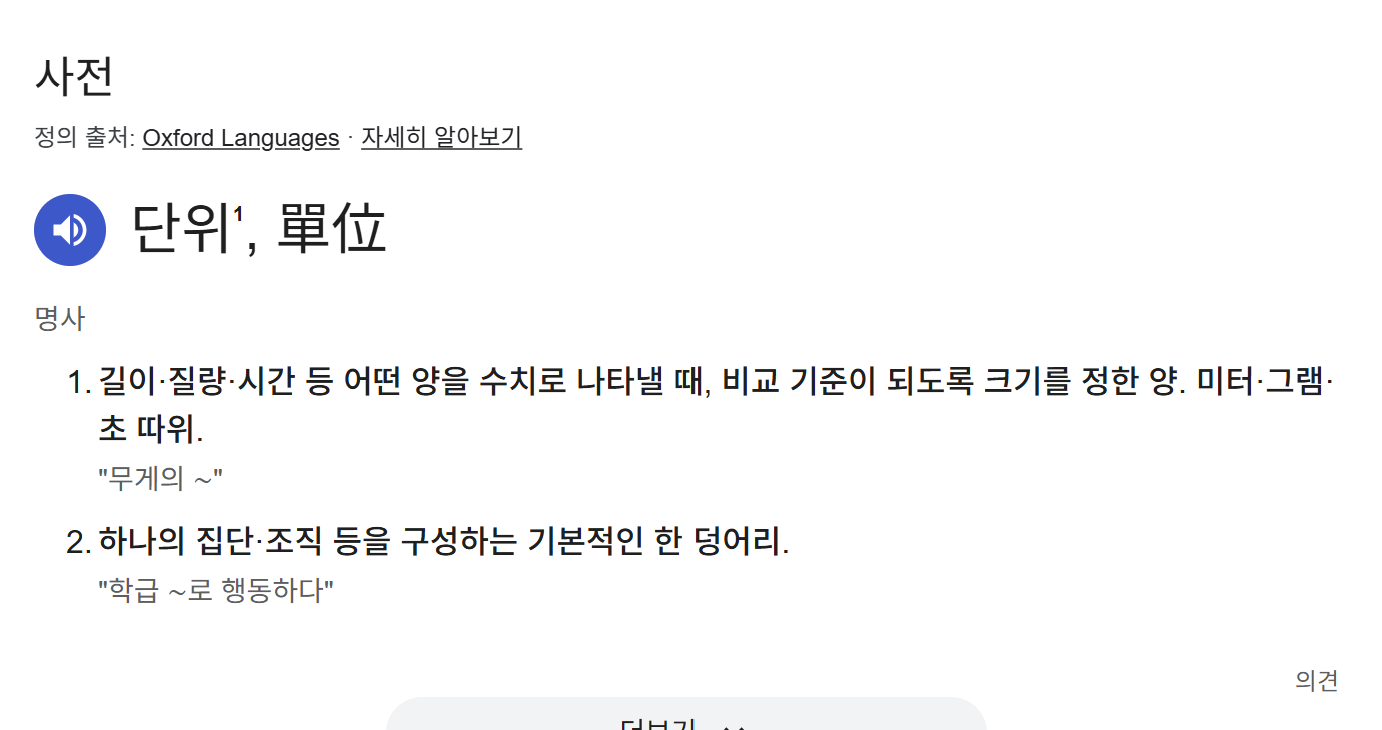 사전
정의 출처: Oxford Languages · 자세히 알아보기
단위¹, 單位
명사
1. 길이·질량·시간 등 어떤 양을 수치로 나타낼 때, 비교 기준이 되도록 크기를 정한 양. 미터·그램·
초 따위.
"무게의 ~"
2. 하나의 집단·조직 등을 구성하는 기본적인 한 덩어리.
"학급 ~로 행동하다"
의견
더보기